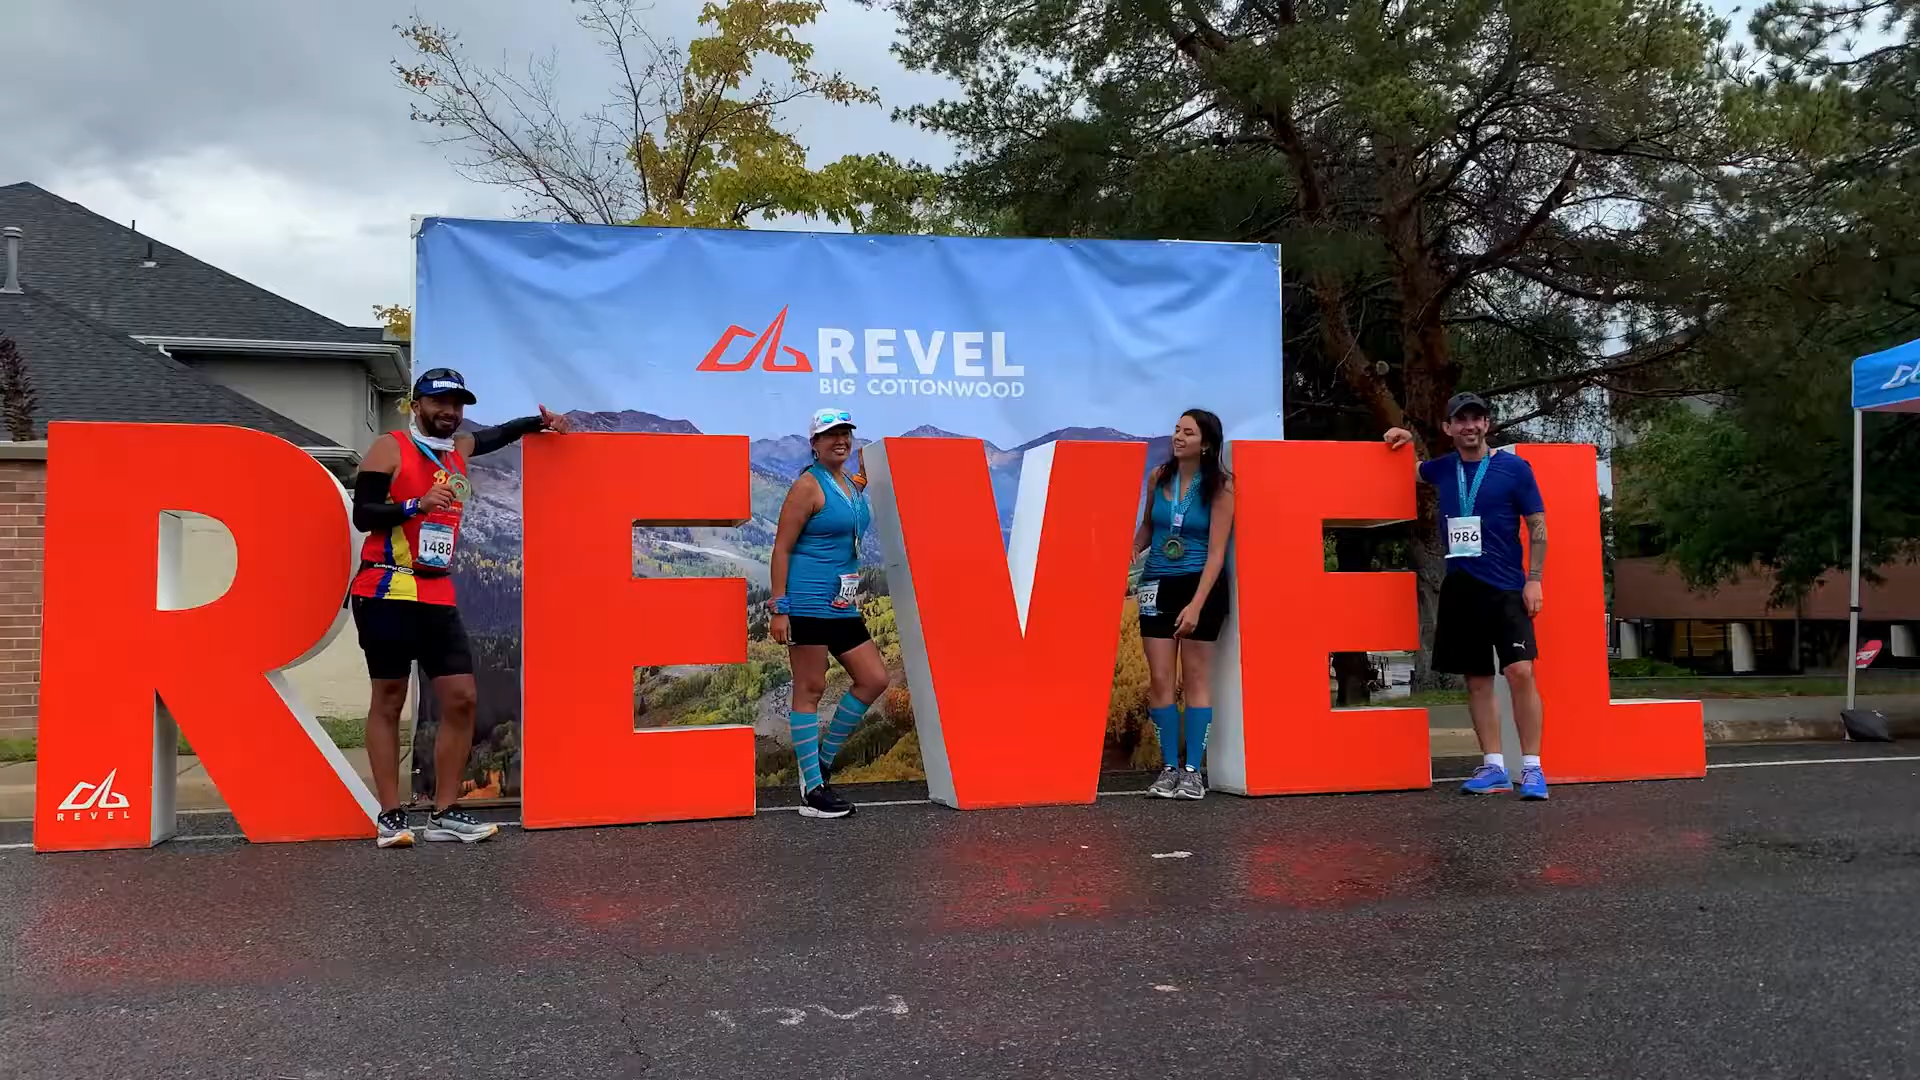 REVEL
BIG COTTONWOOD
REVEL
REVEL
1488
1986